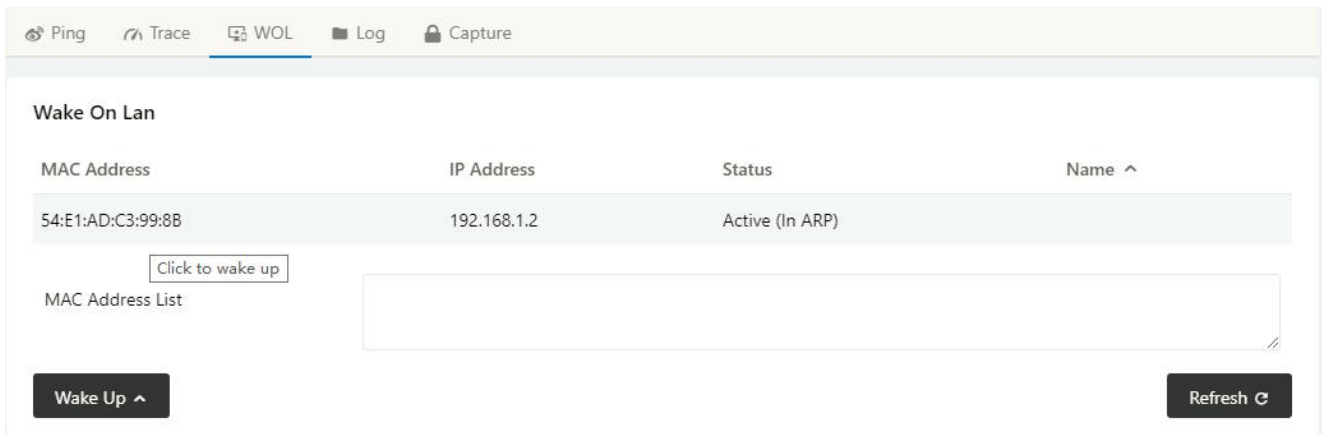 Ping Trace WOL Log Capture
Wake On Lan
MAC Address IP Address Status Name
54:E1:AD:C3:99:8B 192.168.1.2 Active (In ARP)
Click to wake up
MAC Address List
Wake Up Refresh